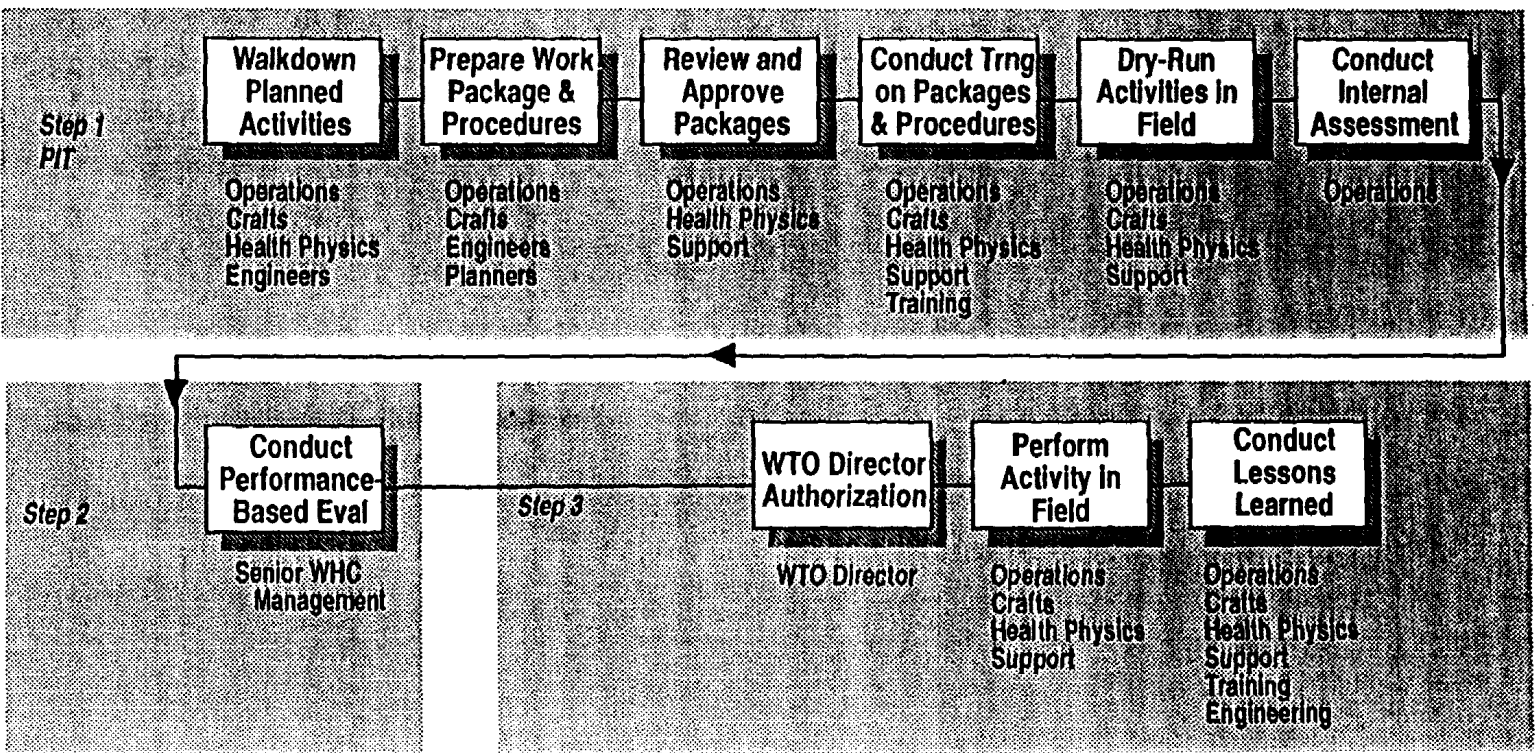 Step 1
PIT
Walkdown
Planned
Activities
Operations
Crafts
Health Physics
Engineers
Prepare Work
Package &
Procedures
Operations
Crafts
Engineers
Planners
Review and
Approve
Packages
Operations
Health Physics
Support
Conduct Trng
on Packages
& Procedures
Operations
Crafts
Health Physics
Support
Training
Dry-Run
Activities in
Field
Operations
Crafts
Health Physics
Support
Conduct
Internal
Assessment
Operations
Step 2
Conduct
Performance-
Based Eval
Senior WHC
Management
Step 3
WTO Director
Authorization
WTO Director
Perform
Activity in
Field
Operations
Crafts
Health Physics
Support
Conduct
Lessons
Learned
Operations
Crafts
Health Physics
Support
Training
Engineering